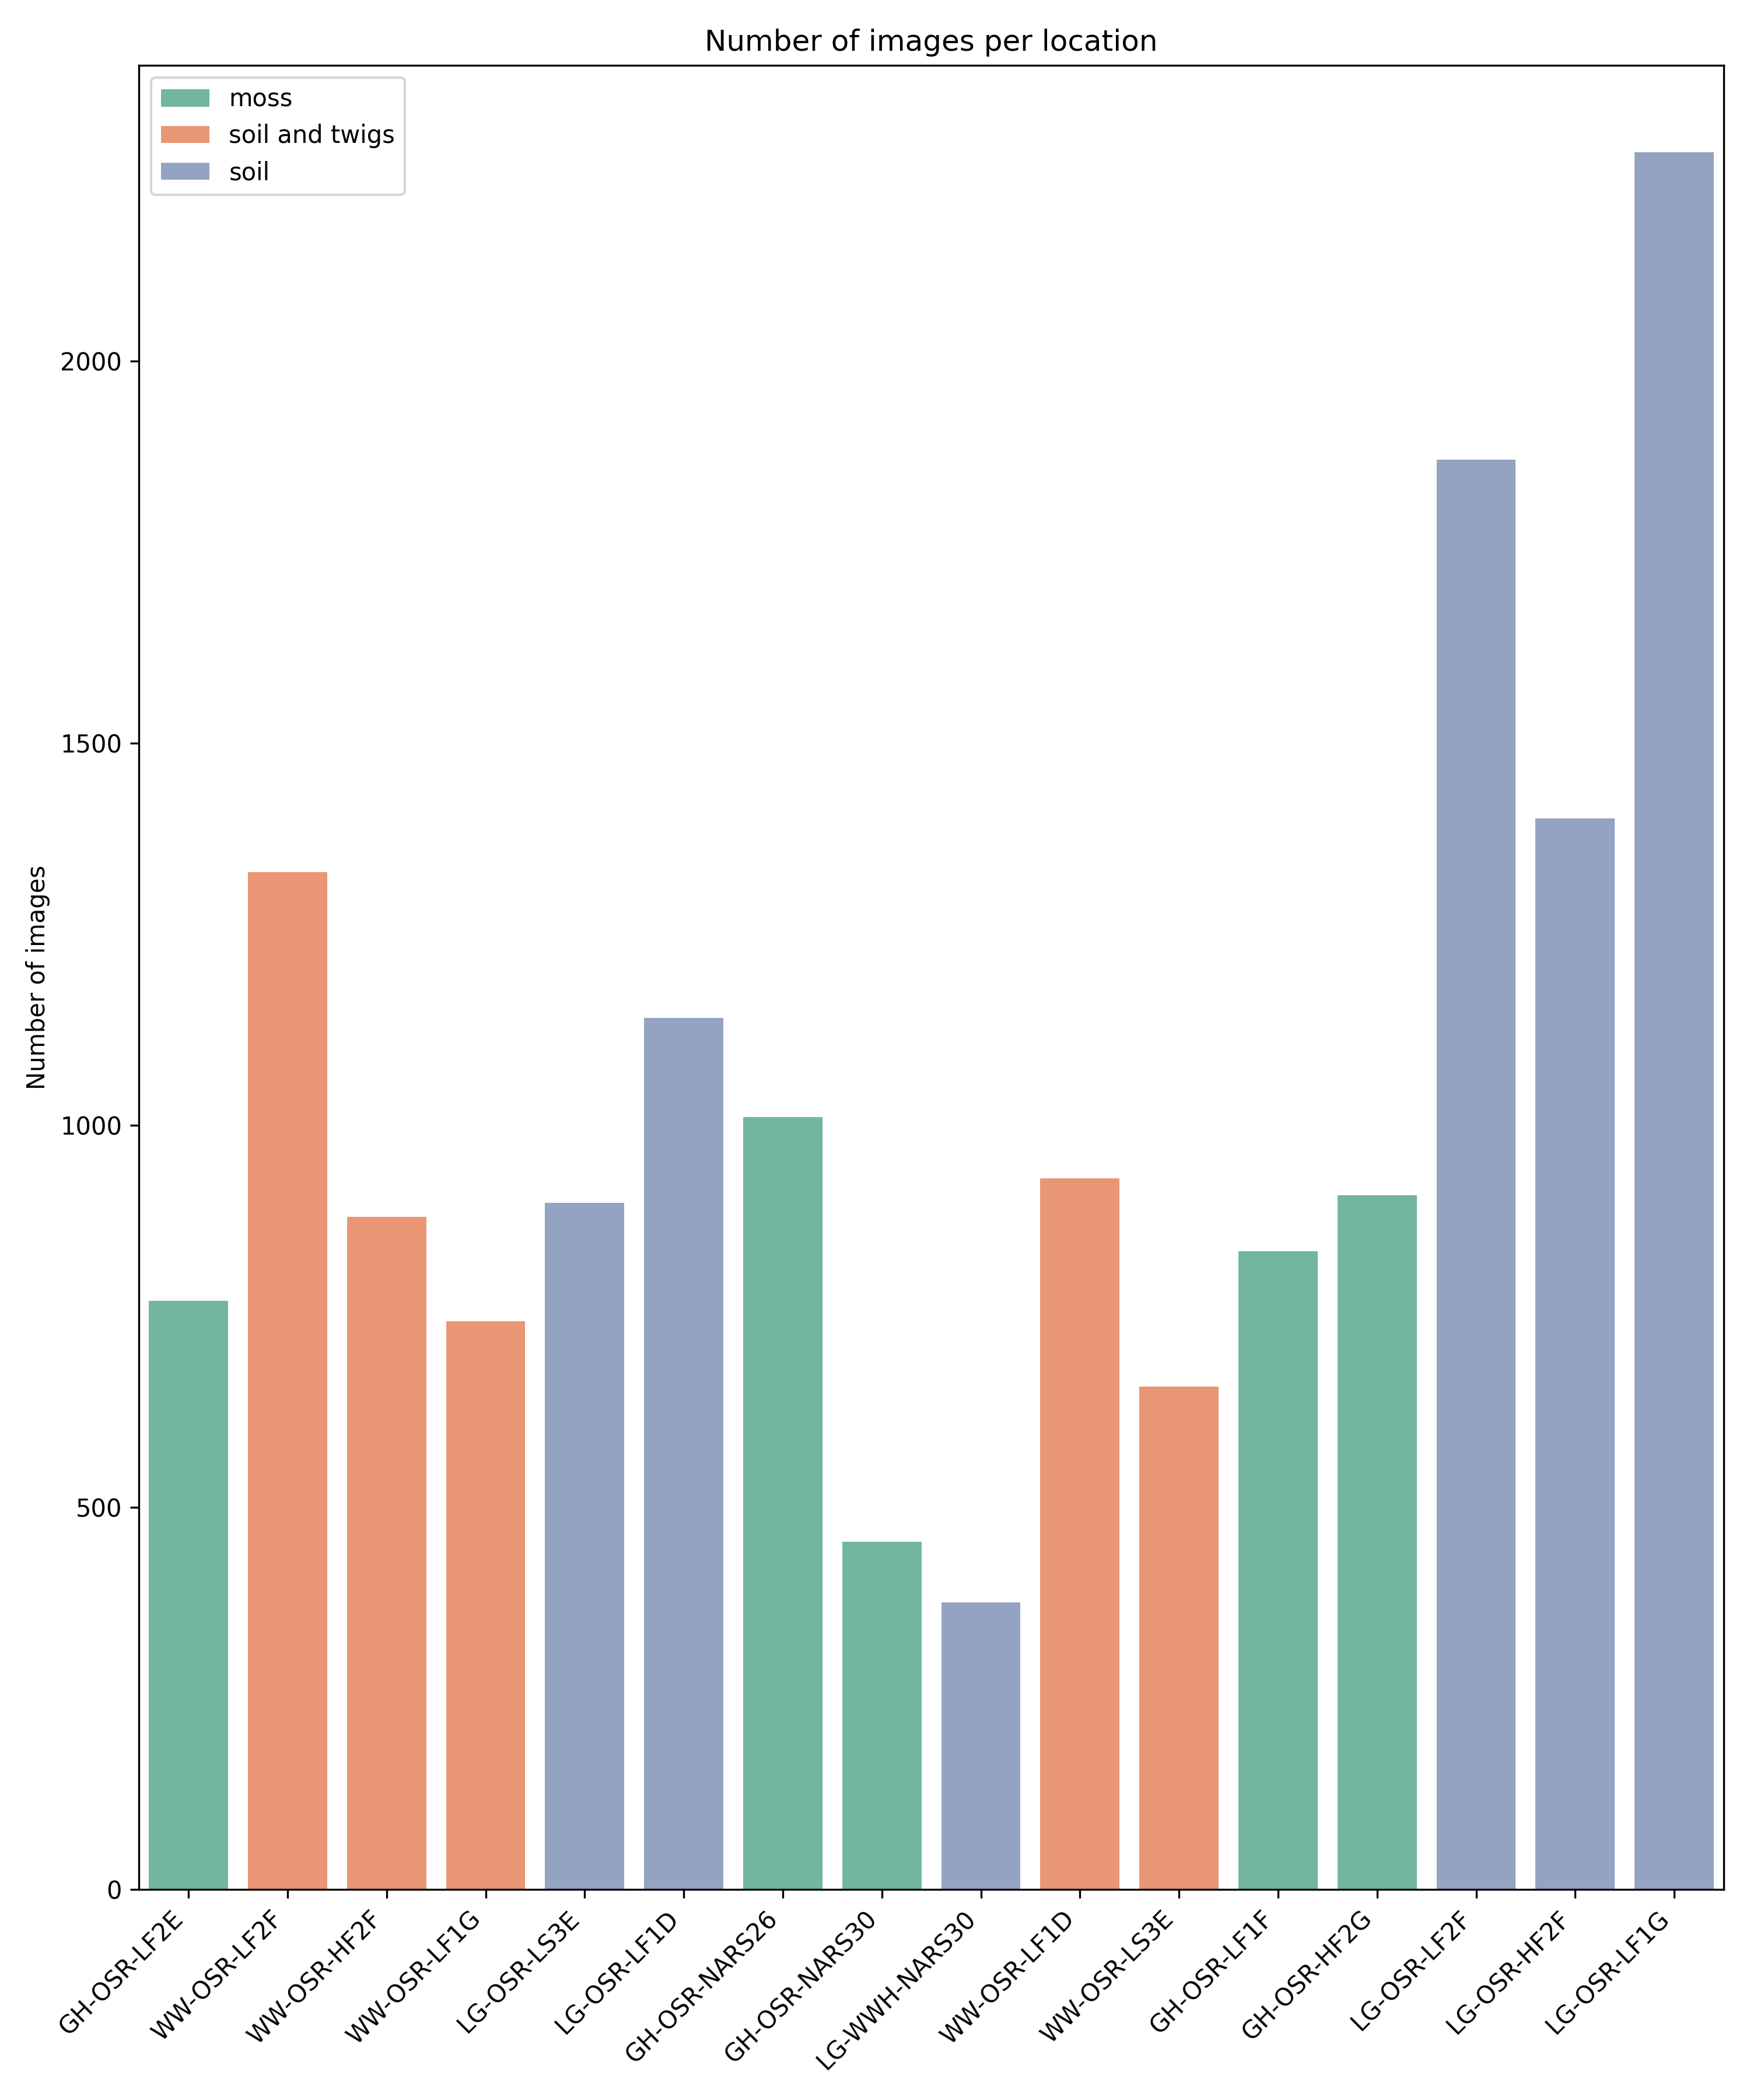 Number of images per location
moss
soil and twigs
soil
Number of images
2000
1500
1000
500
0
GH-OSR-LF2E
WW-OSR-LF2F
WW-OSR-HF2F
WW-OSR-LF1G
LG-OSR-LS3E
LG-OSR-LF1D
GH-OSR-NARS26
GH-OSR-NARS30
LG-WWH-NARS30
WW-OSR-LF1D
WW-OSR-LS3E
GH-OSR-LF1F
GH-OSR-HF2G
LG-OSR-LF2F
LG-OSR-HF2F
LG-OSR-LF1G